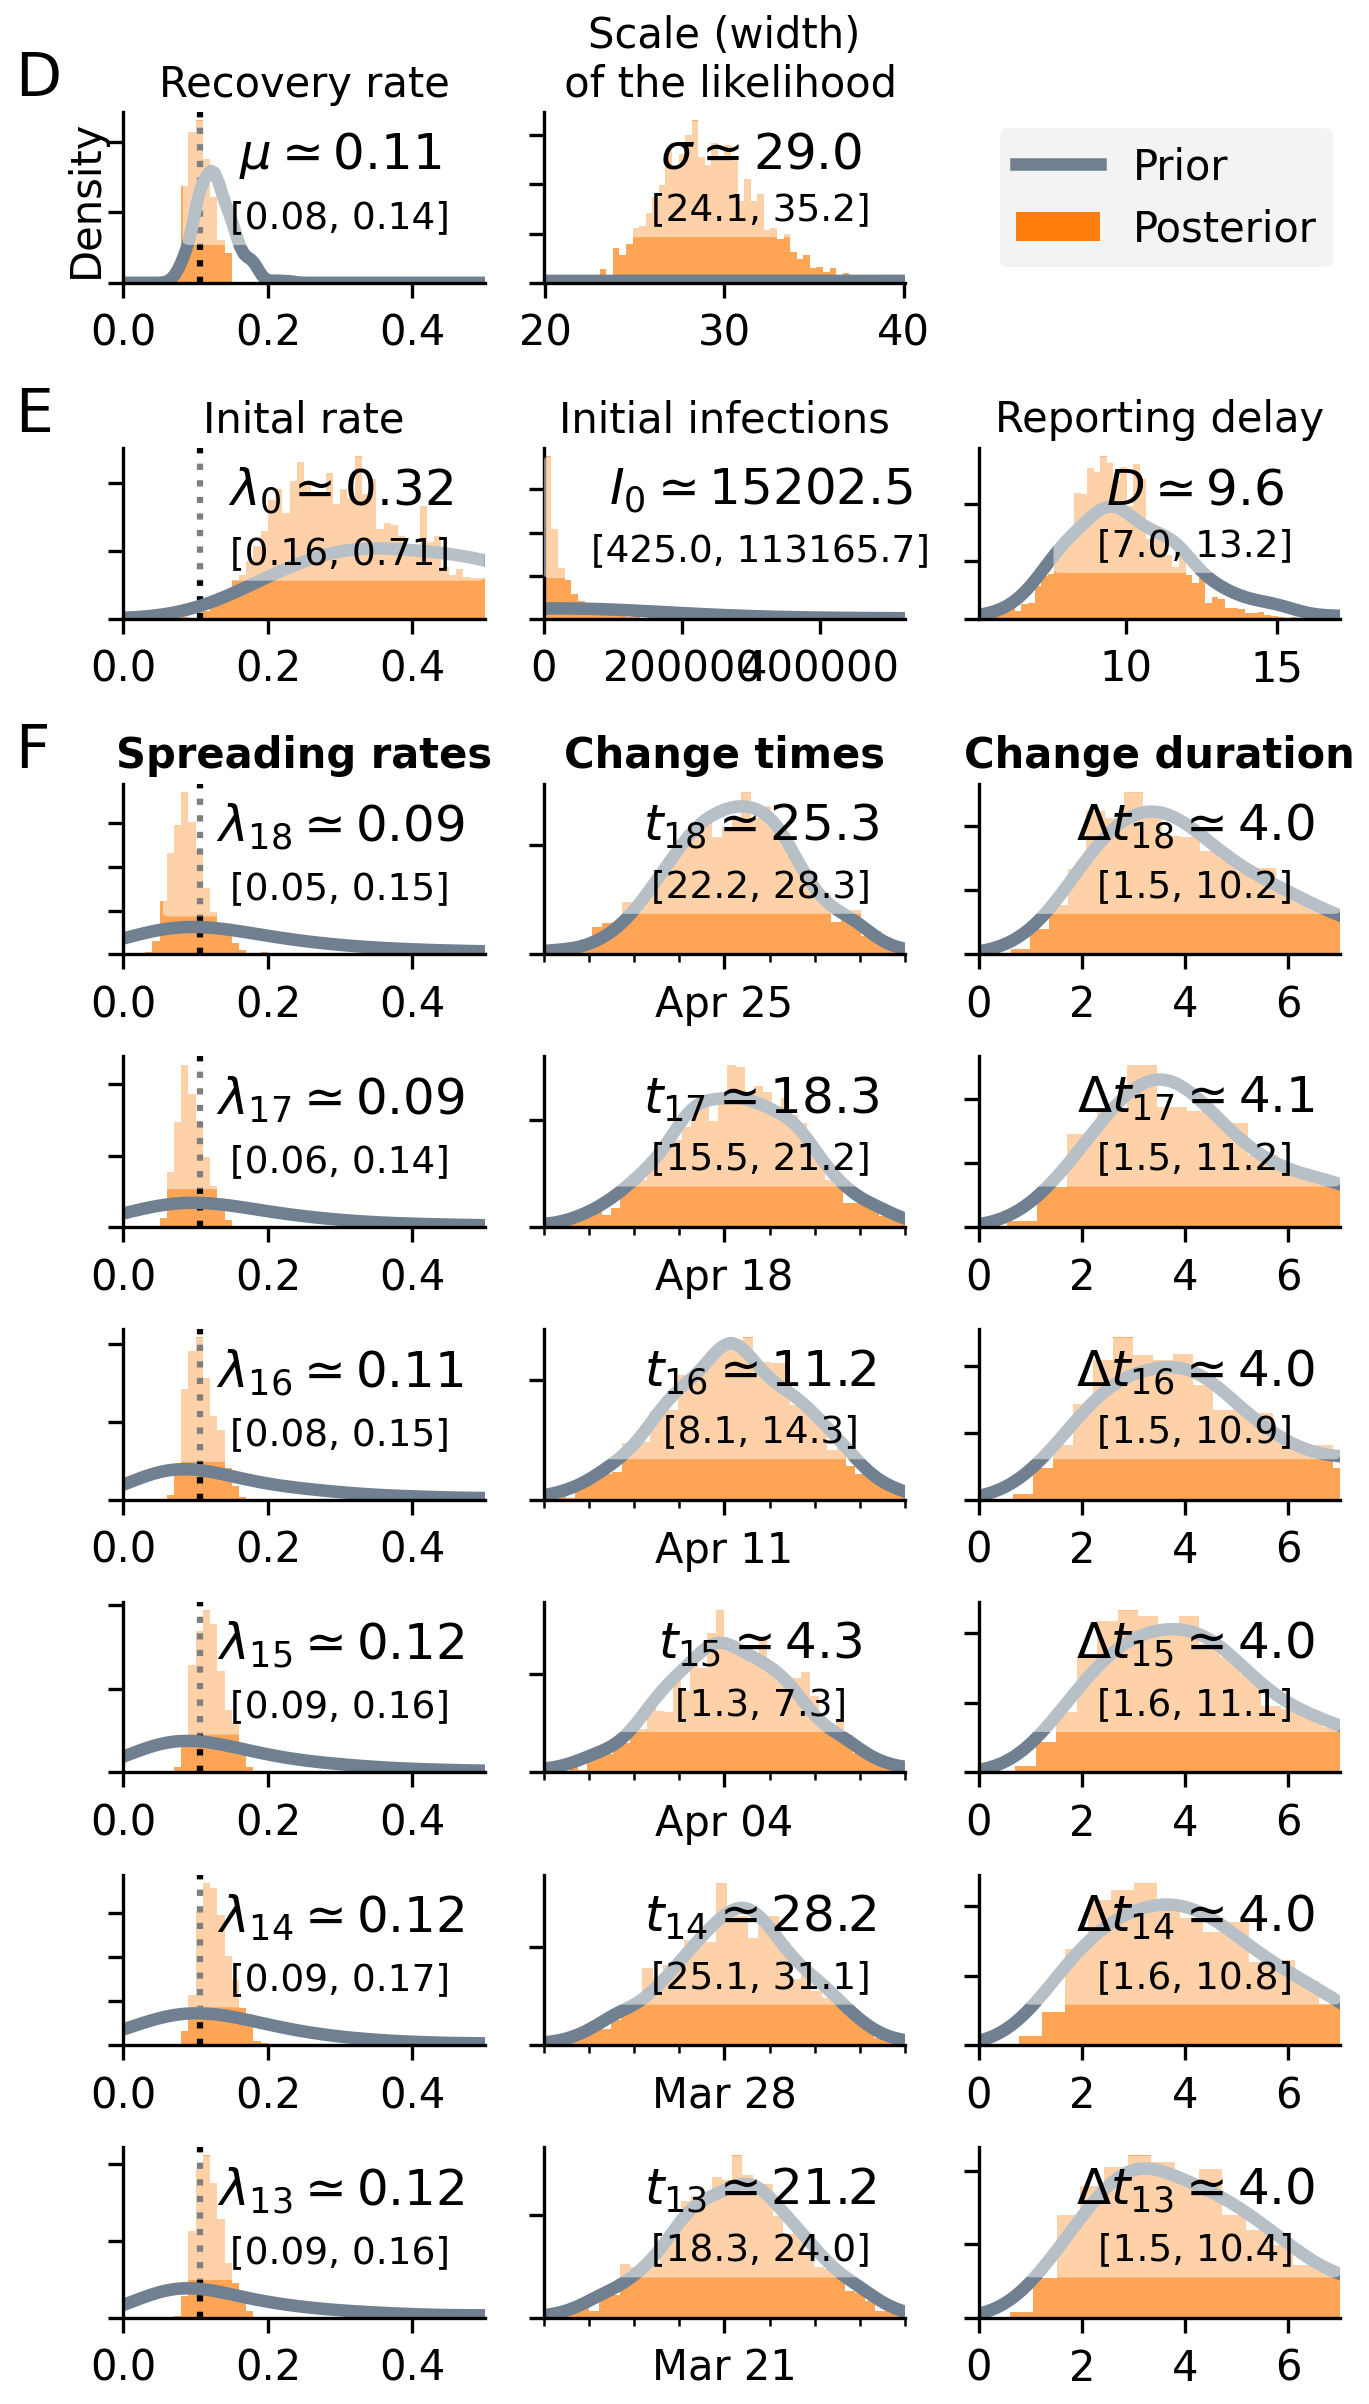 D
Recovery rate
Scale (width)
of the likelihood
Density
μ ≃ 0.11
[0.08, 0.14]
0.0 0.2 0.4
σ ≃ 29.0
[24.1, 35.2]
20 30 40
Prior
Posterior
E
Inital rate
λ0 ≃ 0.32
[0.16, 0.71]
0.0 0.2 0.4
Initial infections
I0 ≃ 15202.5
[425.0, 113165.7]
0 200000 400000
Reporting delay
D ≃ 9.6
[7.0, 13.2]
10 15
F
Spreading rates
Change times
Change duration
λ18 ≃ 0.09
[0.05, 0.15]
0.0 0.2 0.4
t18 ≃ 25.3
[22.2, 28.3]
Apr 25
Δt18 ≃ 4.0
[1.5, 10.2]
0 2 4 6
λ17 ≃ 0.09
[0.06, 0.14]
0.0 0.2 0.4
t17 ≃ 18.3
[15.5, 21.2]
Apr 18
Δt17 ≃ 4.1
[1.5, 11.2]
0 2 4 6
λ16 ≃ 0.11
[0.08, 0.15]
0.0 0.2 0.4
t16 ≃ 11.2
[8.1, 14.3]
Apr 11
Δt16 ≃ 4.0
[1.5, 10.9]
0 2 4 6
λ15 ≃ 0.12
[0.09, 0.16]
0.0 0.2 0.4
t15 ≃ 4.3
[1.3, 7.3]
Apr 04
Δt15 ≃ 4.0
[1.6, 11.1]
0 2 4 6
λ14 ≃ 0.12
[0.09, 0.17]
0.0 0.2 0.4
t14 ≃ 28.2
[25.1, 31.1]
Mar 28
Δt14 ≃ 4.0
[1.6, 10.8]
0 2 4 6
λ13 ≃ 0.12
[0.09, 0.16]
0.0 0.2 0.4
t13 ≃ 21.2
[18.3, 24.0]
Mar 21
Δt13 ≃ 4.0
[1.5, 10.4]
0 2 4 6